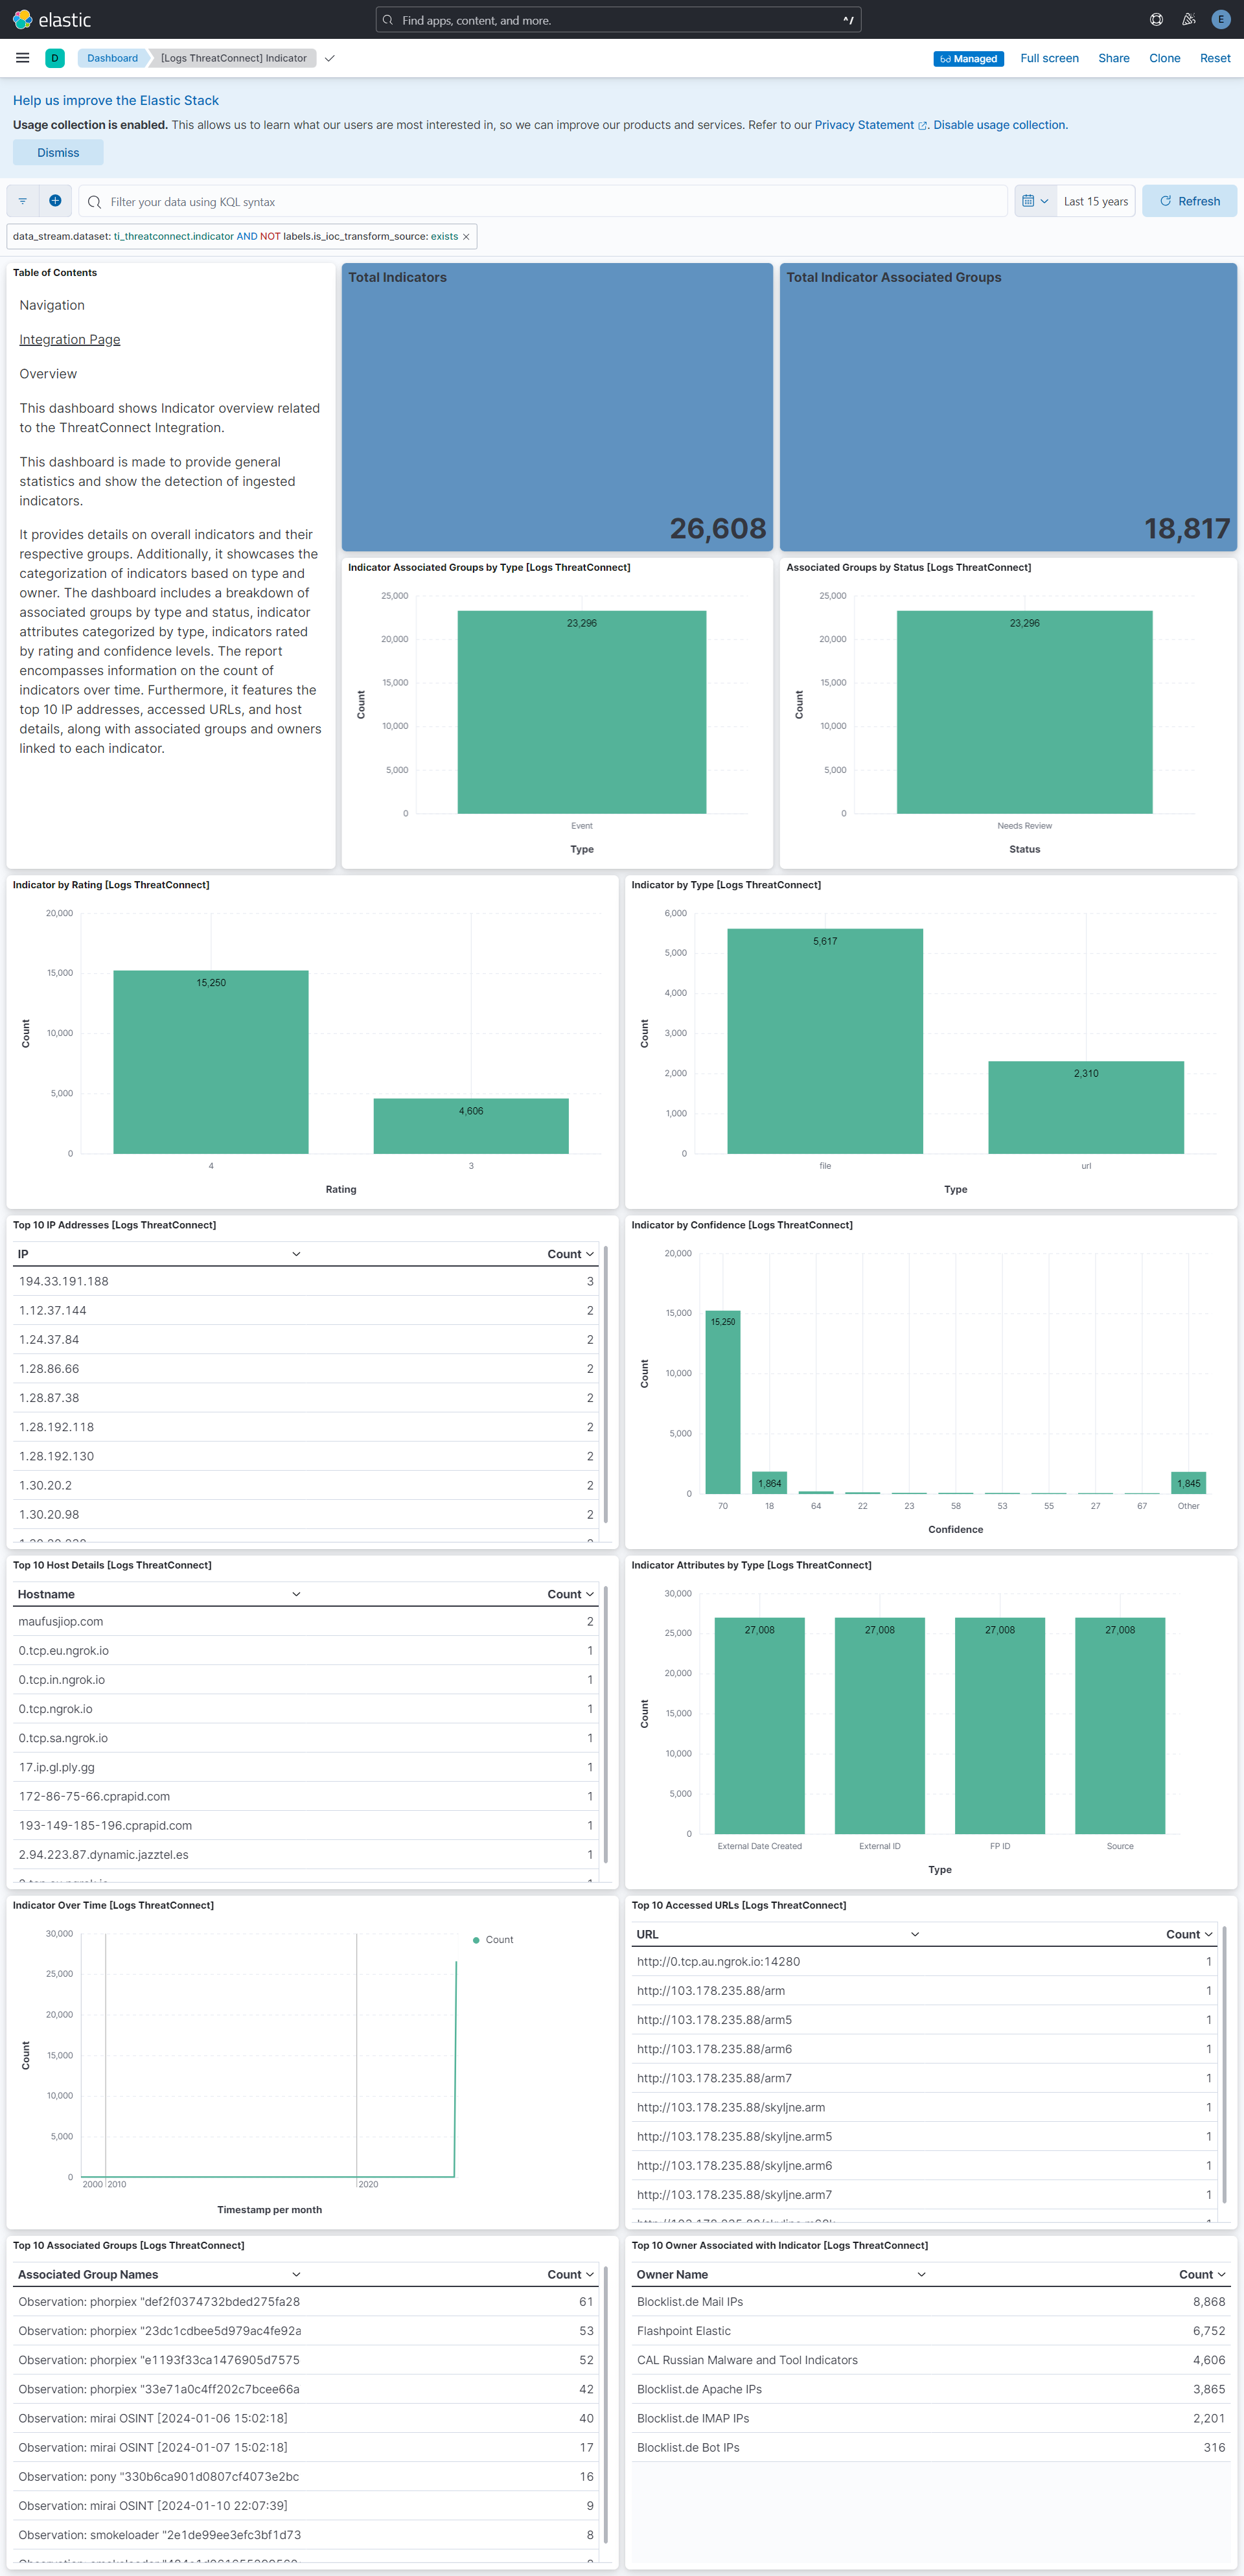 elastic
Find apps, content, and more.
^/
E
D
Dashboard
[Logs ThreatConnect] Indicator
Managed
Full screen
Share
Clone
Reset
Help us improve the Elastic Stack
Usage collection is enabled. This allows us to learn what our users are most interested in, so we can improve our products and services. Refer to our Privacy Statement. Disable usage collection.
Dismiss
Filter your data using KQL syntax
Last 15 years
Refresh
data_stream.dataset: ti_threatconnect.indicator AND NOT labels.is_ioc_transform_source: exists
Table of Contents
Navigation
Integration Page
Overview
This dashboard shows Indicator overview related
to the ThreatConnect Integration.
This dashboard is made to provide general
statistics and show the detection of ingested
indicators.
It provides details on overall indicators and their
respective groups. Additionally, it showcases the
categorization of indicators based on type and
owner. The dashboard includes a breakdown of
associated groups by type and status, indicator
attributes categorized by type, indicators rated
by rating and confidence levels. The report
encompasses information on the count of
indicators over time. Furthermore, it features the
top 10 IP addresses, accessed URLs, and host
details, along with associated groups and owners
linked to each indicator.
Total Indicators
26,608
Total Indicator Associated Groups
18,817
Indicator Associated Groups by Type [Logs ThreatConnect]
25,000
20,000
15,000
10,000
5,000
0
Count
23,296
Event
Type
Associated Groups by Status [Logs ThreatConnect]
25,000
20,000
15,000
10,000
5,000
0
Count
23,296
Needs Review
Status
Indicator by Rating [Logs ThreatConnect]
20,000
15,000
10,000
5,000
0
Count
15,250
4,606
4
3
Rating
Indicator by Type [Logs ThreatConnect]
6,000
5,000
4,000
3,000
2,000
1,000
0
Count
5,617
2,310
file
url
Type
Top 10 IP Addresses [Logs ThreatConnect]
IP Count
194.33.191.188 3
1.12.37.144 2
1.24.37.84 2
1.28.86.66 2
1.28.87.38 2
1.28.192.118 2
1.28.192.130 2
1.30.20.2 2
1.30.20.98 2
Indicator by Confidence [Logs ThreatConnect]
20,000
15,000
10,000
5,000
0
Count
15,250
1,864
1,845
70 18 64 22 23 58 53 55 27 67 Other
Confidence
Top 10 Host Details [Logs ThreatConnect]
Hostname Count
maufusjiop.com 2
0.tcp.eu.ngrok.io 1
0.tcp.in.ngrok.io 1
0.tcp.ngrok.io 1
0.tcp.sa.ngrok.io 1
17.ip.gl.ply.gg 1
172-86-75-66.cprapid.com 1
193-149-185-196.cprapid.com 1
2.94.223.87.dynamic.jazztel.es 1
Indicator Attributes by Type [Logs ThreatConnect]
30,000
25,000
20,000
15,000
10,000
5,000
0
Count
27,008 27,008 27,008 27,008
External Date Created External ID FP ID Source
Type
Indicator Over Time [Logs ThreatConnect]
30,000
25,000
20,000
15,000
10,000
5,000
0
Count
Count
2000 2010 2020
Timestamp per month
Top 10 Accessed URLs [Logs ThreatConnect]
URL Count
http://0.tcp.au.ngrok.io:14280 1
http://103.178.235.88/arm 1
http://103.178.235.88/arm5 1
http://103.178.235.88/arm6 1
http://103.178.235.88/arm7 1
http://103.178.235.88/skyljne.arm 1
http://103.178.235.88/skyljne.arm5 1
http://103.178.235.88/skyljne.arm6 1
http://103.178.235.88/skyljne.arm7 1
Top 10 Associated Groups [Logs ThreatConnect]
Associated Group Names Count
Observation: phorpiex "def2f0374732bded275fa28 61
Observation: phorpiex "23dc1cdbee5d979ac4fe92a 53
Observation: phorpiex "e1193f33ca1476905d7575 52
Observation: phorpiex "33e71a0c4ff202c7bcee66a 42
Observation: mirai OSINT [2024-01-06 15:02:18] 40
Observation: mirai OSINT [2024-01-07 15:02:18] 17
Observation: pony "330b6ca901d0807cf4073e2bc 16
Observation: mirai OSINT [2024-01-10 22:07:39] 9
Observation: smokeloader "2e1de99ee3efc3bf1d73 8
Top 10 Owner Associated with Indicator [Logs ThreatConnect]
Owner Name Count
Blocklist.de Mail IPs 8,868
Flashpoint Elastic 6,752
CAL Russian Malware and Tool Indicators 4,606
Blocklist.de Apache IPs 3,865
Blocklist.de IMAP IPs 2,201
Blocklist.de Bot IPs 316